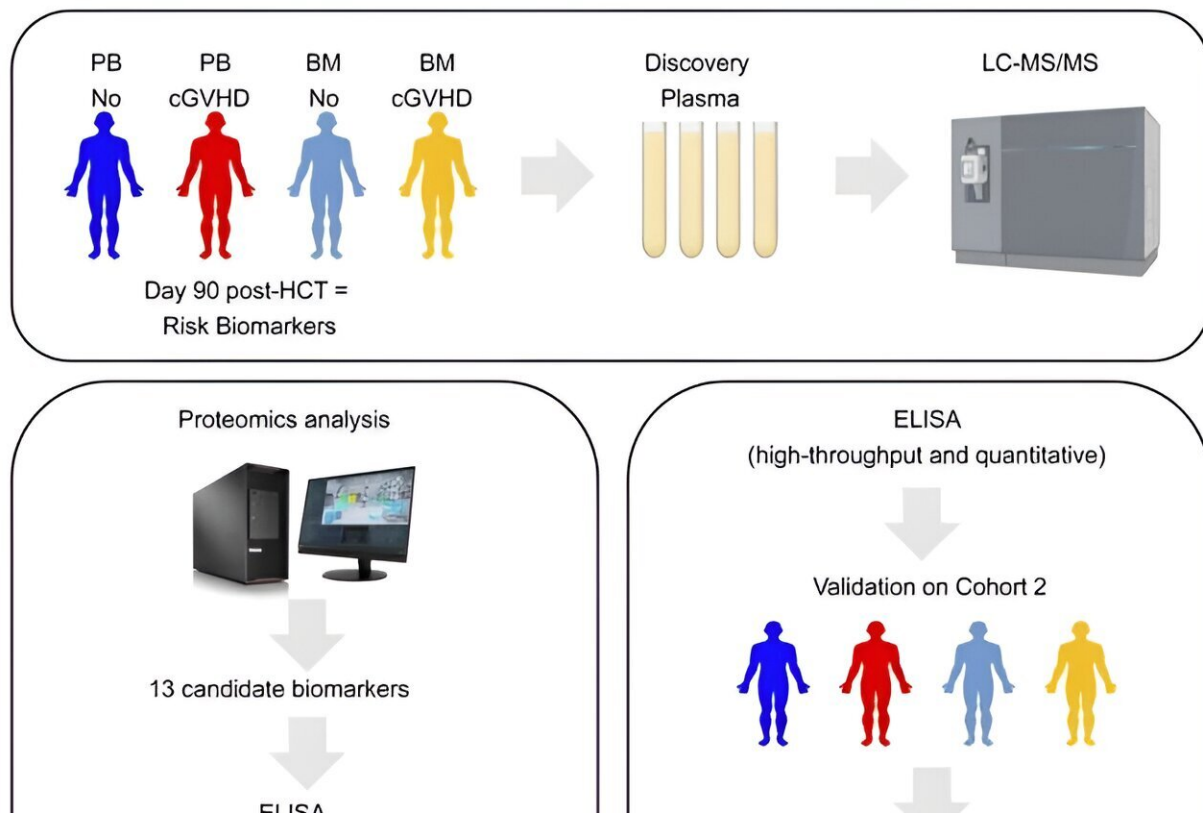 PB PB BM BM
No cGVHD No cGVHD
Discovery
Plasma
LC-MS/MS
Day 90 post-HCT =
Risk Biomarkers
Proteomics analysis
13 candidate biomarkers
ELISA
ELISA
(high-throughput and quantitative)
Validation on Cohort 2